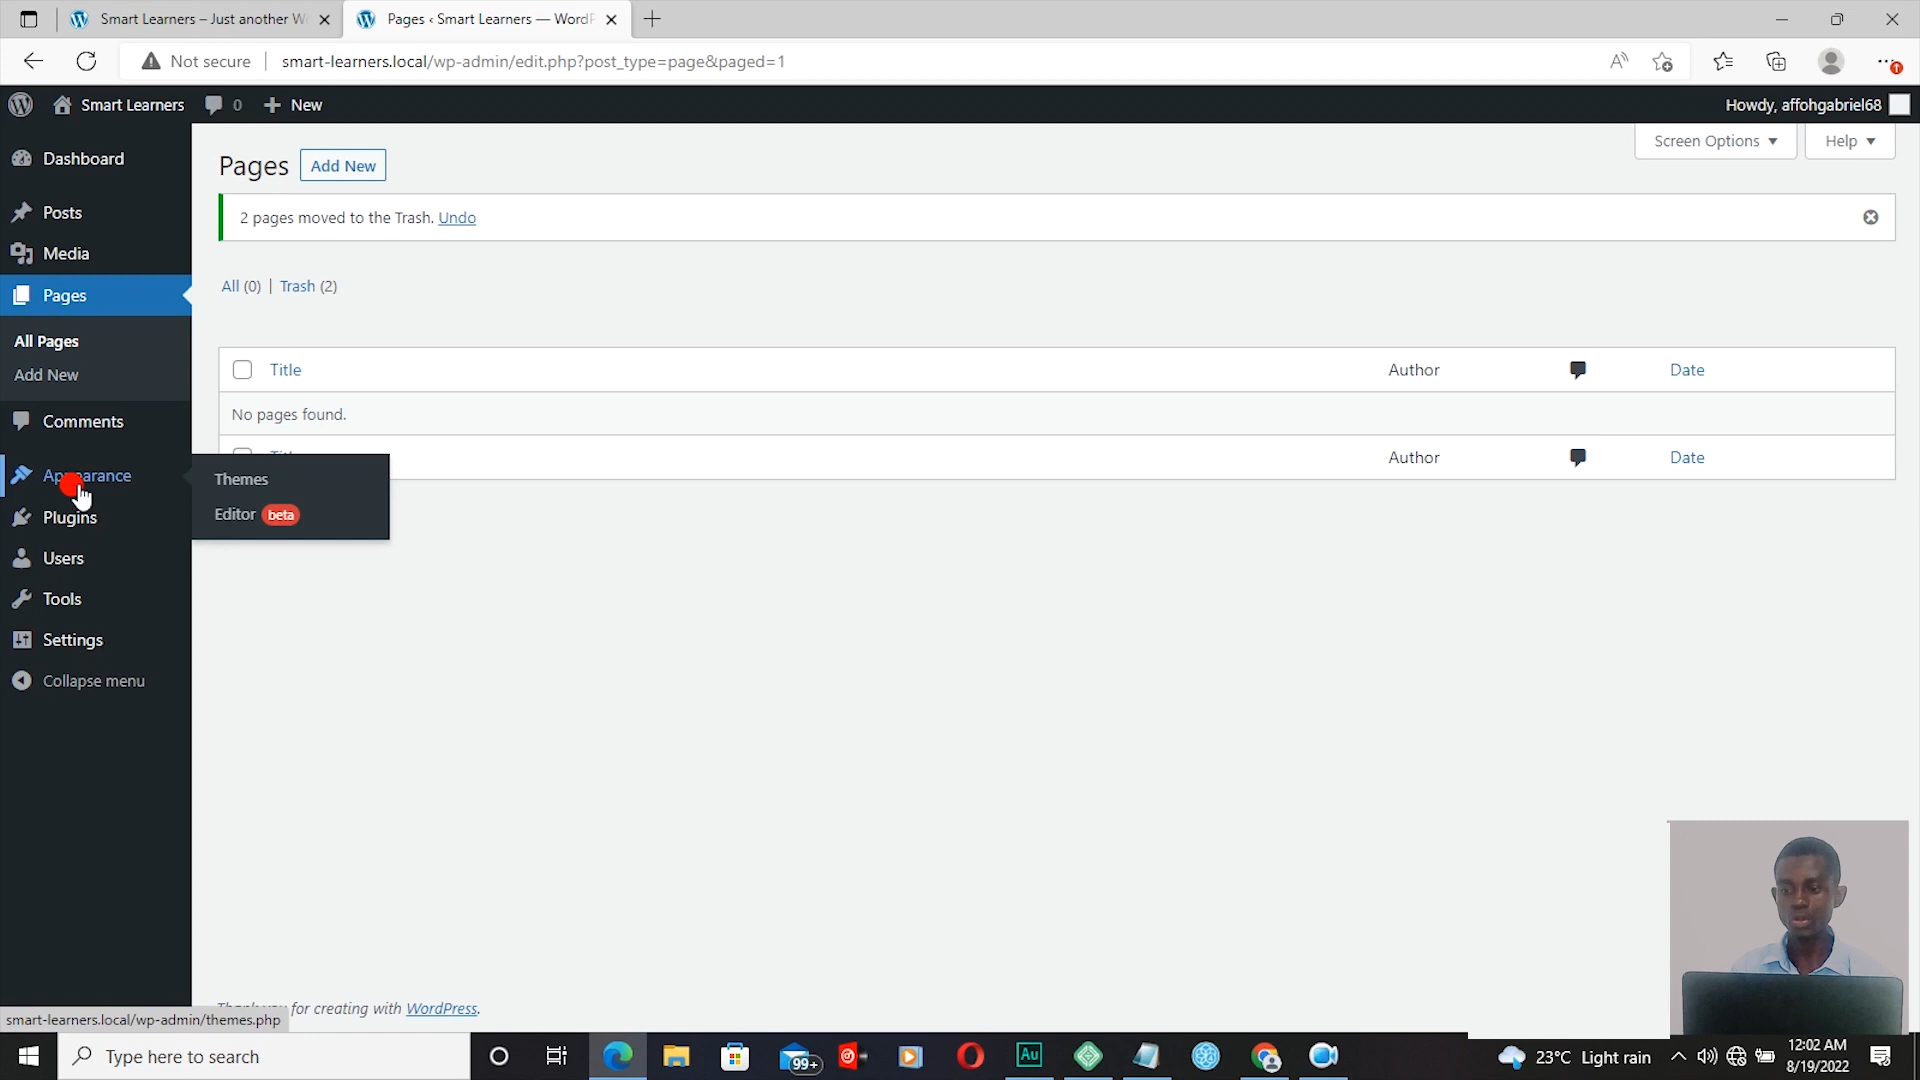 Smart Learners – Just another W
Pages ‹ Smart Learners — WordP
Not secure
smart-learners.local/wp-admin/edit.php?post_type=page&paged=1
Smart Learners
0
New
Howdy, affohgabriel68
Dashboard
Posts
Media
Pages
All Pages
Add New
Comments
Appearance
Plugins
Users
Tools
Settings
Collapse menu
Themes
Editor beta
Screen Options
Help
Pages
Add New
2 pages moved to the Trash. Undo
All (0) | Trash (2)
Title Author Date
No pages found.
Author Date
for creating with WordPress.
smart-learners.local/wp-admin/themes.php
Type here to search
99+
Au
23°C Light rain
12:02 AM
8/19/2022